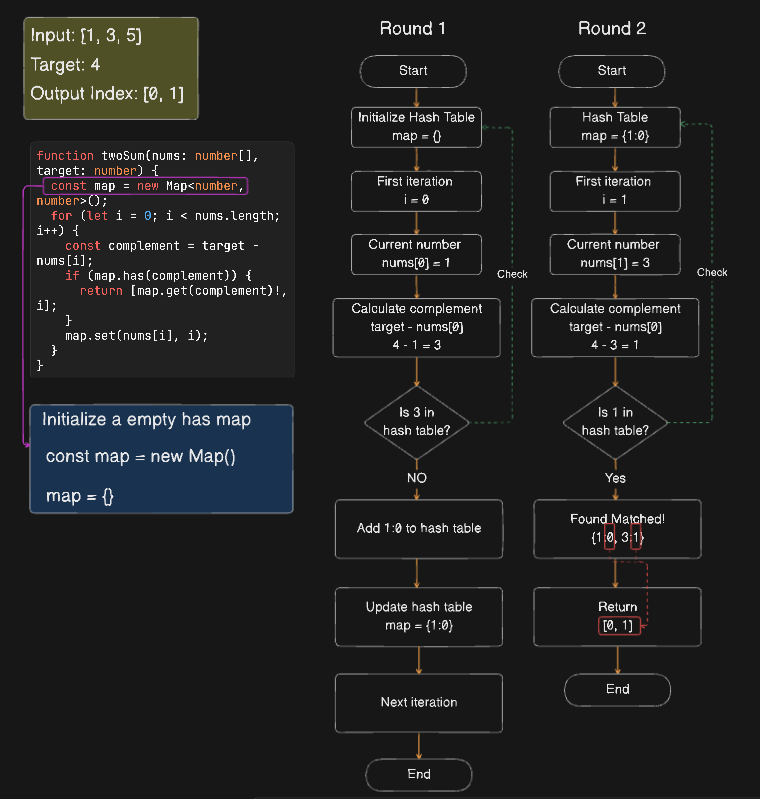 Input: [1, 3, 5]
Target: 4
Output Index: [0, 1]
function twoSum(nums: number[],
target: number) {
const map = new Map<number,
number>();
for (let i = 0; i < nums.length;
i++) {
const complement = target -
nums[i];
if (map.has(complement)) {
return [map.get(complement)!,
i];
}
map.set(nums[i], i);
}
}
Initialize a empty has map
const map = new Map()
map = {}
Round 1
Start
Initialize Hash Table
map = {}
First iteration
i = 0
Current number
nums[0] = 1
Calculate complement
target - nums[0]
4 - 1 = 3
Is 3 in
hash table?
Check
NO
Add 1:0 to hash table
Update hash table
map = {1:0}
Next iteration
End
Round 2
Start
Hash Table
map = {1:0}
First iteration
i = 1
Current number
nums[1] = 3
Calculate complement
target - nums[0]
4 - 3 = 1
Is 1 in
hash table?
Check
Yes
Found Matched!
{1:0, 3:1}
Return
[0, 1]
End